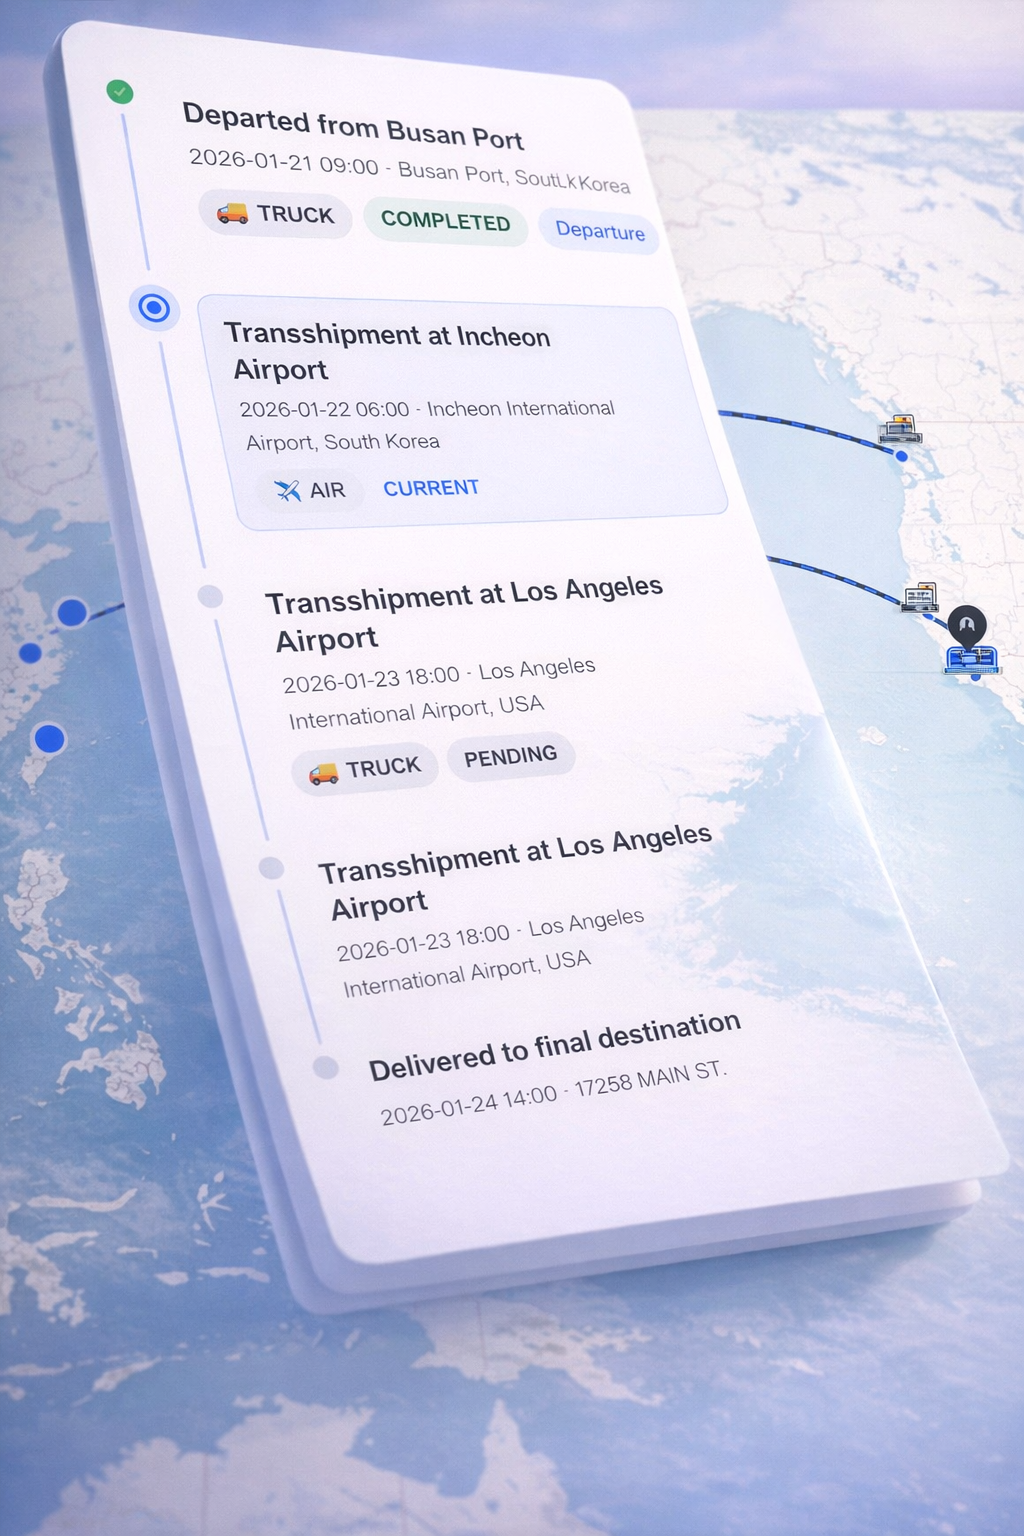 Departed from Busan Port
2026-01-21 09:00 · Busan Port, SoutLkKorea
TRUCK COMPLETED Departure
Transshipment at Incheon
Airport
2026-01-22 06:00 · Incheon International
Airport, South Korea
AIR CURRENT
Transshipment at Los Angeles
Airport
2026-01-23 18:00 · Los Angeles
International Airport, USA
TRUCK PENDING
Transshipment at Los Angeles
Airport
2026-01-23 18:00 · Los Angeles
International Airport, USA
Delivered to final destination
2026-01-24 14:00 · 17258 MAIN ST.